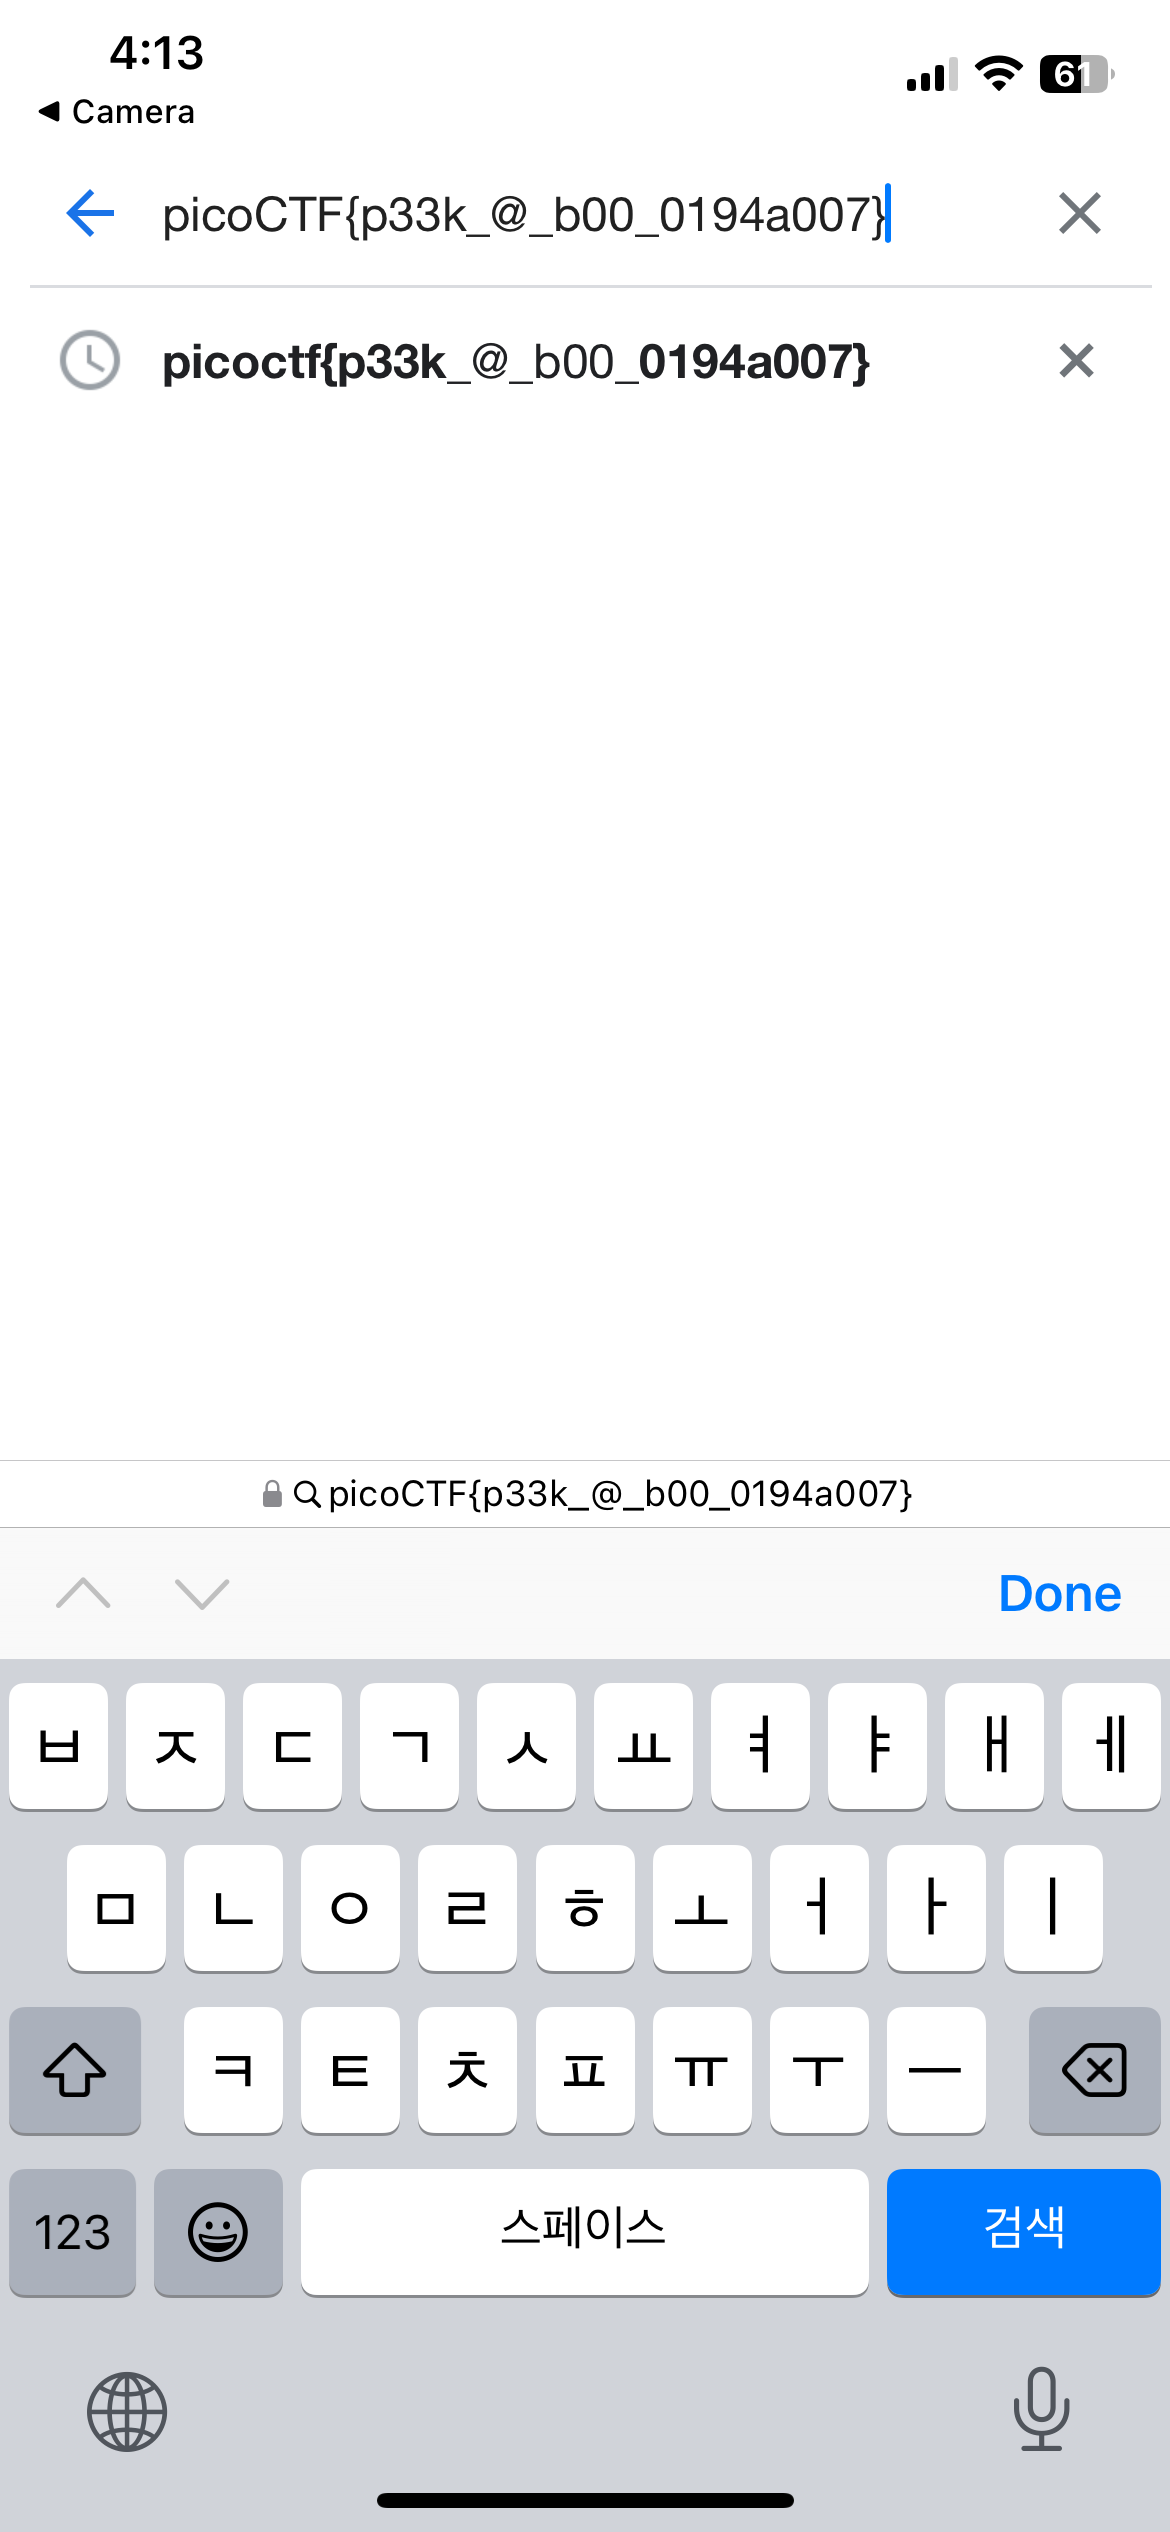 4:13
61
◀ Camera
picoCTF{p33k_@_b00_0194a007}
picoctf{p33k_@_b00_0194a007}
picoCTF{p33k_@_b00_0194a007}
Done
ㅂ ㅈ ㄷ ㄱ ㅅ ㅛ ㅕ ㅑ ㅐ ㅔ
ㅁ ㄴ ㅇ ㄹ ㅎ ㅗ ㅓ ㅏ ㅣ
ㅋ ㅌ ㅊ ㅍ ㅠ ㅜ ㅡ
123 스페이스 검색